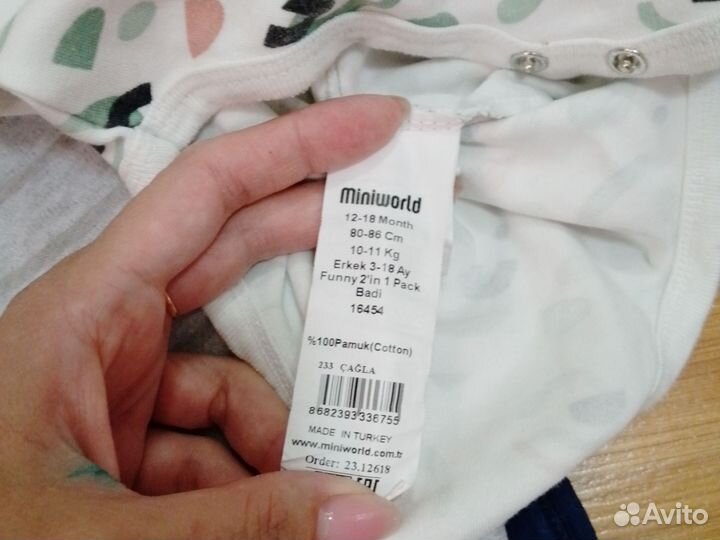 Miniworld
12-18 Month
80-86 Cm
10-11 Kg
Erkek 3-18 Ay
Funny 2'in 1 Pack
Badi
16454
%100Pamuk(Cotton)
233 ÇAĞLA
8682393336755
MADE IN TURKEY
www.miniworld.com.tr
Order: 23.12618
Avito